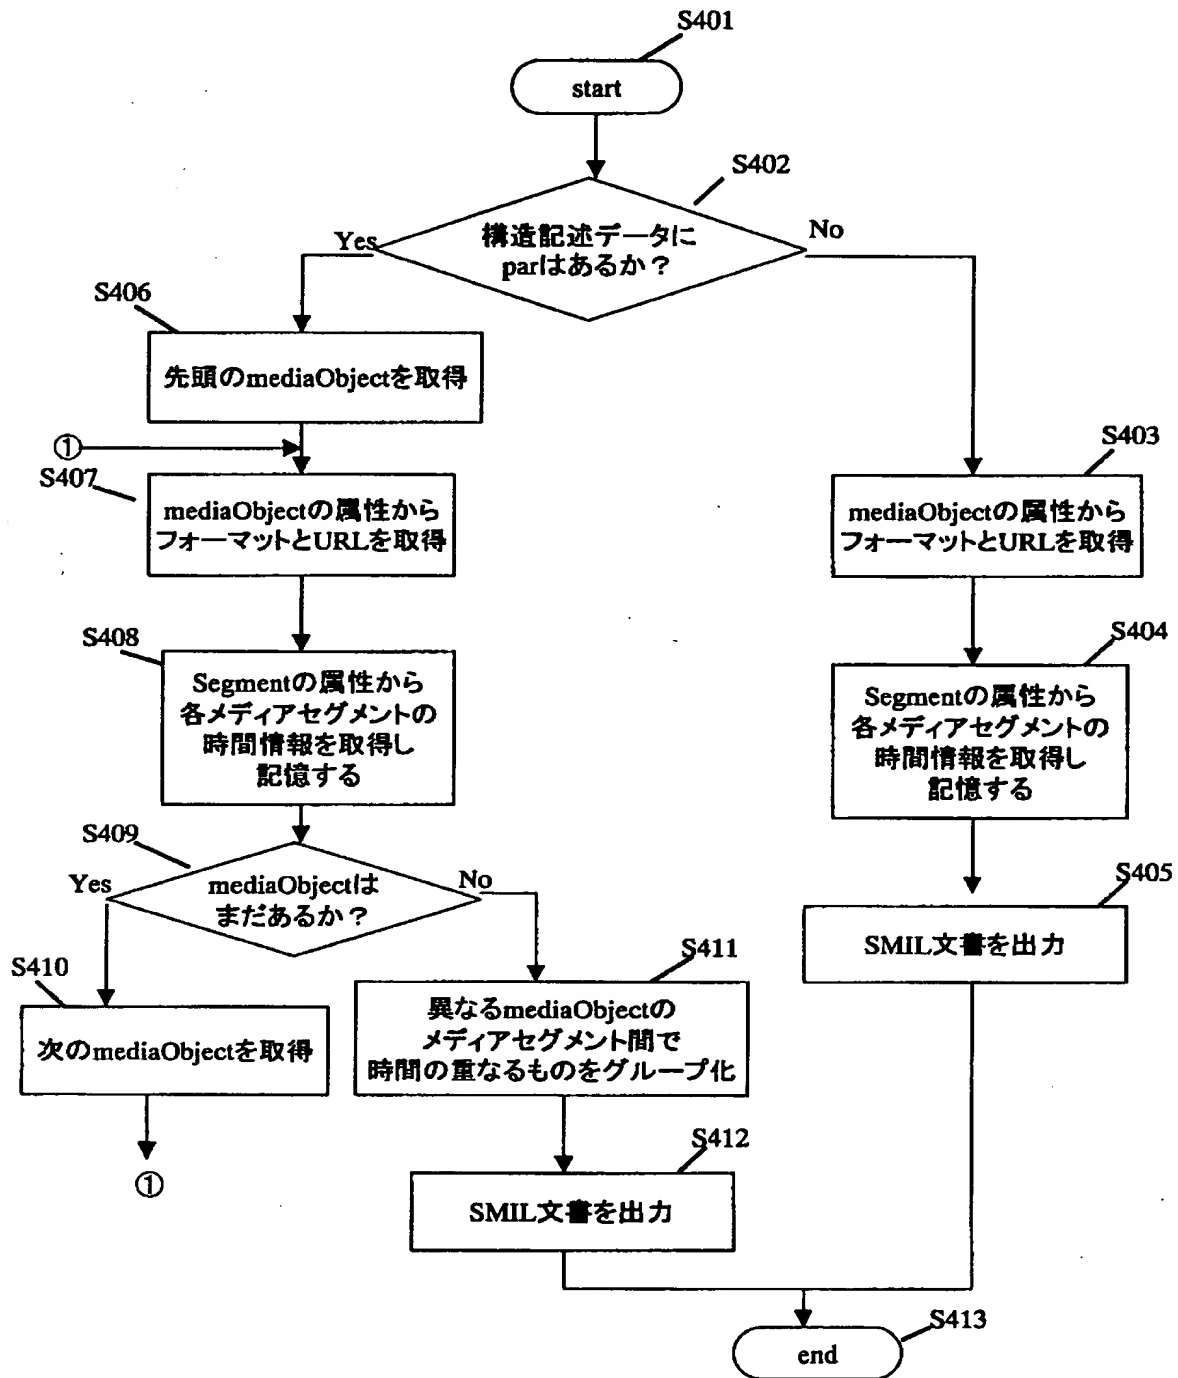 S401
start
S402
構造記述データに
parはあるか？
Yes
No
S406
先頭のmediaObjectを取得
①
S407
mediaObjectの属性から
フォーマットとURLを取得
S403
mediaObjectの属性から
フォーマットとURLを取得
S408
Segmentの属性から
各メディアセグメントの
時間情報を取得し
記憶する
S404
Segmentの属性から
各メディアセグメントの
時間情報を取得し
記憶する
S409
mediaObjectは
まだあるか？
Yes
No
S405
SMIL文書を出力
S410
次のmediaObjectを取得
①
S411
異なるmediaObjectの
メディアセグメント間で
時間の重なるものをグループ化
S412
SMIL文書を出力
S413
end